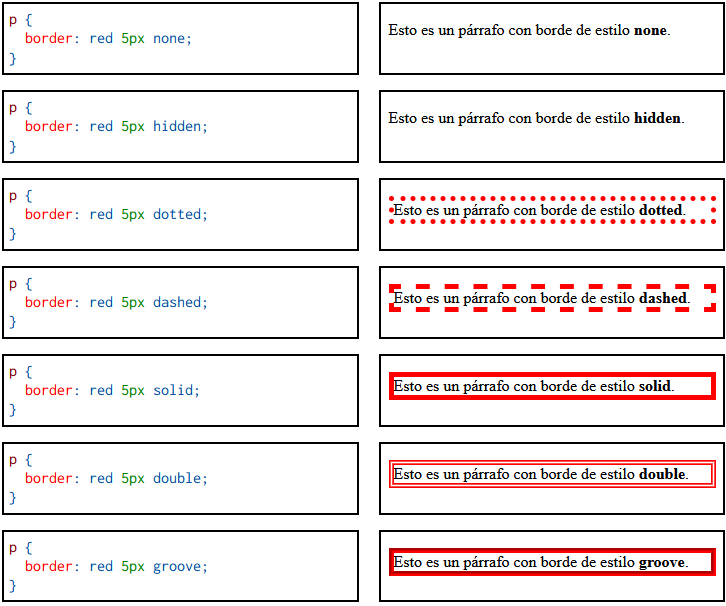 p {
  border: red 5px none;
}
Esto es un párrafo con borde de estilo none.
p {
  border: red 5px hidden;
}
Esto es un párrafo con borde de estilo hidden.
p {
  border: red 5px dotted;
}
Esto es un párrafo con borde de estilo dotted.
p {
  border: red 5px dashed;
}
Esto es un párrafo con borde de estilo dashed.
p {
  border: red 5px solid;
}
Esto es un párrafo con borde de estilo solid.
p {
  border: red 5px double;
}
Esto es un párrafo con borde de estilo double.
p {
  border: red 5px groove;
}
Esto es un párrafo con borde de estilo groove.